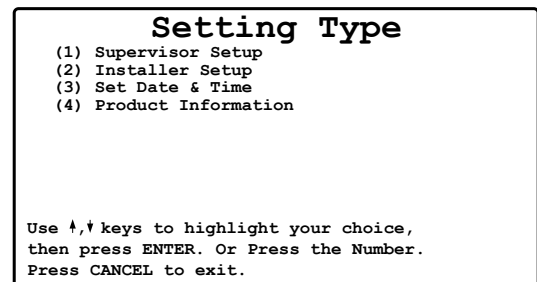 Setting Type
(1) Supervisor Setup
(2) Installer Setup
(3) Set Date & Time
(4) Product Information
Use ↑,↓ keys to highlight your choice,
then press ENTER. Or Press the Number.
Press CANCEL to exit.